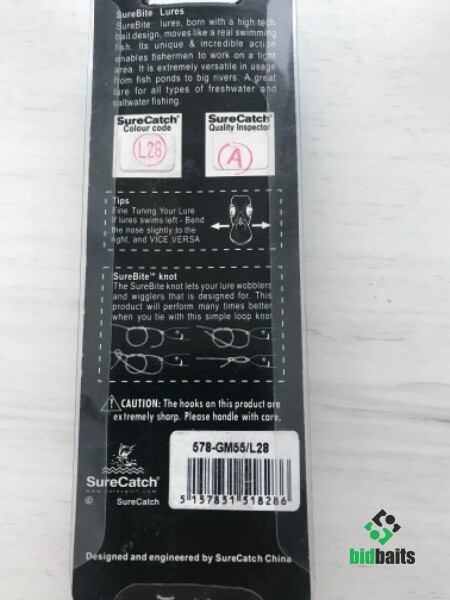 SureBite Lures
SureBite lures, born with a high tech
bait design, moves like a real swimming
fish. Its unique & incredible action
enables fishermen to work on a tight
area. It is extremely versatile in usage
from fish ponds to big rivers. A great
lure for all types of freshwater and
saltwater fishing.
SureCatch®
Colour code
L28
SureCatch®
Quality Inspector
A
Tips
Fine Tuning Your Lure
If lures swims left - Bend
the nose slightly to the
right, and VICE VERSA
SureBite™ knot
The SureBite knot lets your lure wobblers
and wigglers that is designed for. This
product will perform many times better
when you tie with this simple loop knot
CAUTION: The hooks on this product are
extremely sharp. Please handle with care.
578-GM55/L28
5 157851 518286
SureCatch®
www.surecatch.com
© SureCatch
Designed and engineered by SureCatch China
bidbaits